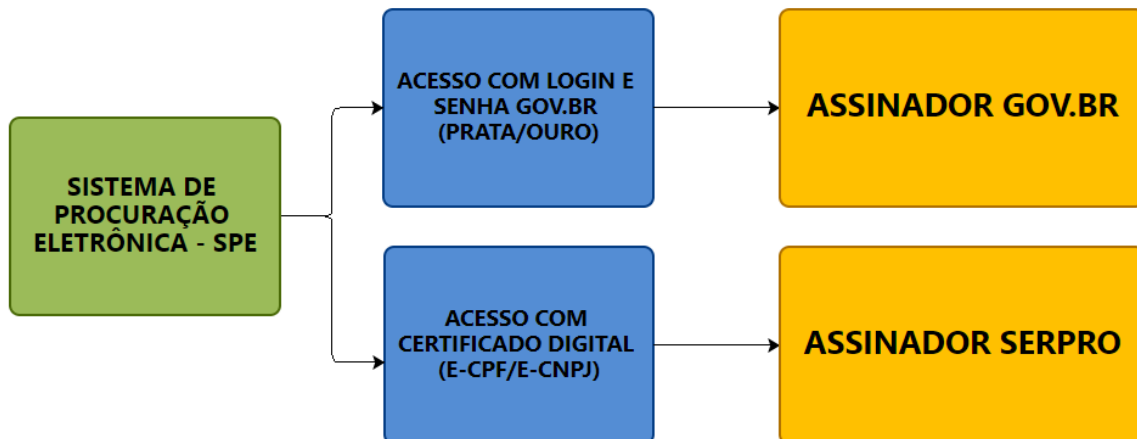 SISTEMA DE
PROCURAÇÃO
ELETRÔNICA - SPE
ACESSO COM LOGIN E
SENHA GOV.BR
(PRATA/OURO)
ASSINADOR GOV.BR
ACESSO COM
CERTIFICADO DIGITAL
(E-CPF/E-CNPJ)
ASSINADOR SERPRO